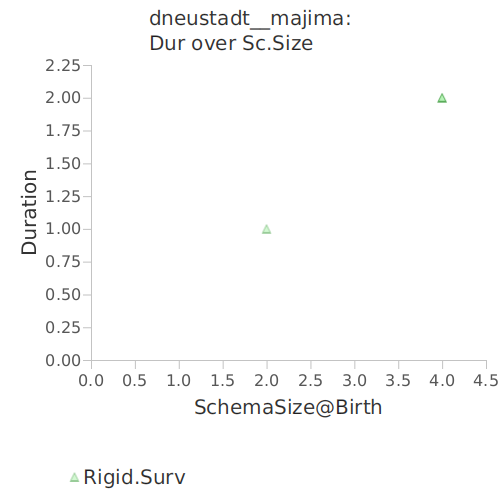 dneustadt__majima:
Dur over Sc.Size
2.25
2.00
1.75
1.50
1.25
1.00
0.75
0.50
0.25
0.00
Duration
0.0 0.5 1.0 1.5 2.0 2.5 3.0 3.5 4.0 4.5
SchemaSize@Birth
Rigid.Surv